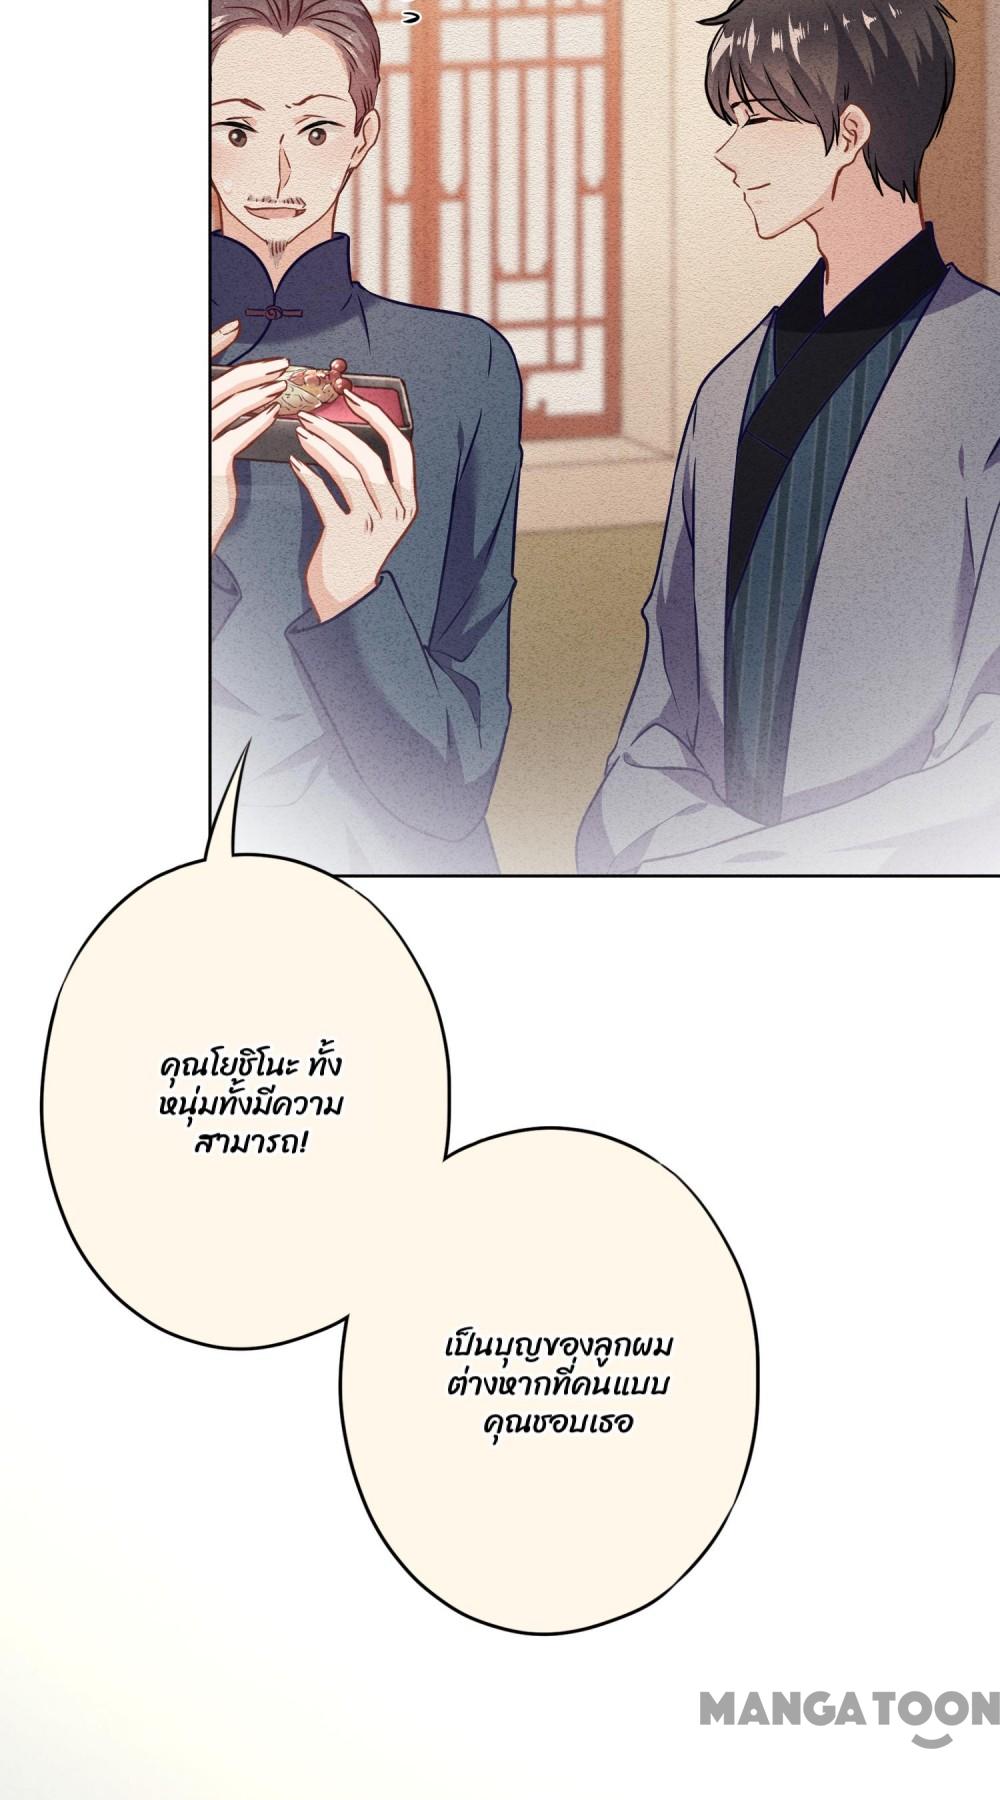 คุณโยชิโนะ ทั้ง
หนุ่มทั้งมีความ
สามารถ!
เป็นบุญของลูกผม
ต่างหากที่คนแบบ
คุณชอบเธอ
MANGATOON